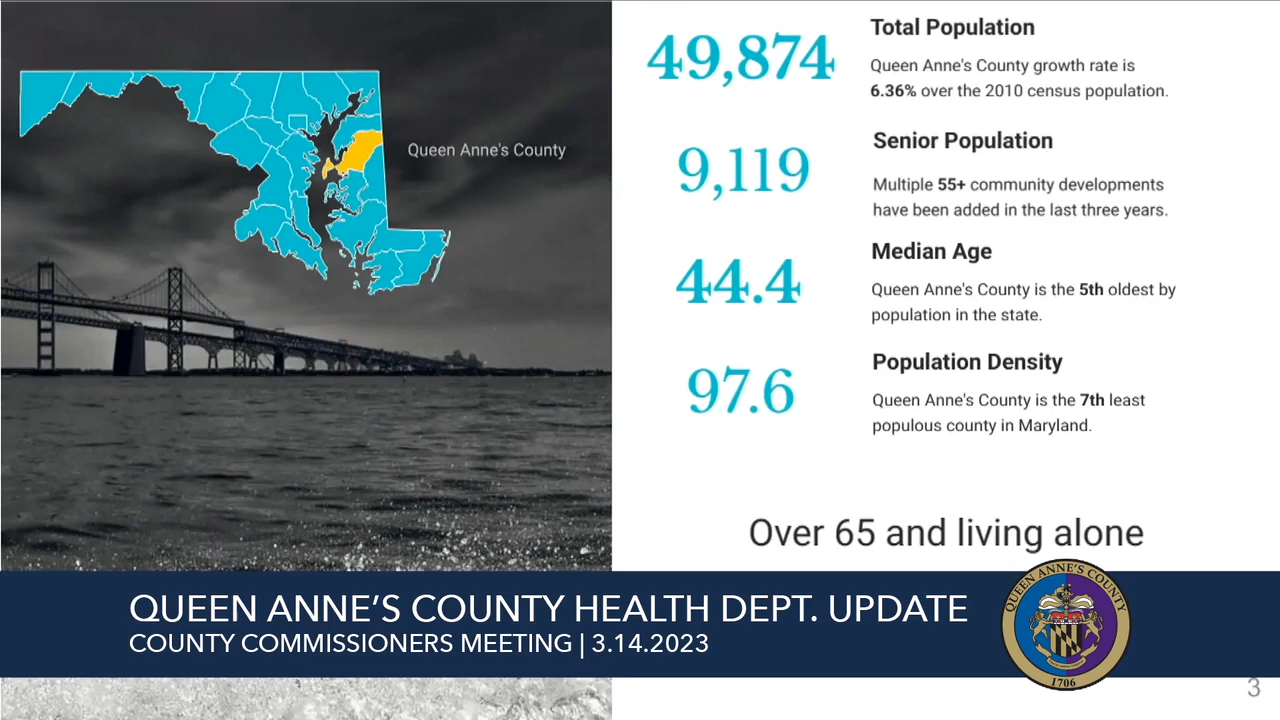 49,874
Total Population
Queen Anne's County growth rate is
6.36% over the 2010 census population.
Queen Anne's County
9,119
Senior Population
Multiple 55+ community developments
have been added in the last three years.
44.4
Median Age
Queen Anne's County is the 5th oldest by
population in the state.
97.6
Population Density
Queen Anne's County is the 7th least
populous county in Maryland.
Over 65 and living alone
QUEEN ANNE'S COUNTY HEALTH DEPT. UPDATE
COUNTY COMMISSIONERS MEETING | 3.14.2023
QUEEN ANNE'S COUNTY
1706
3